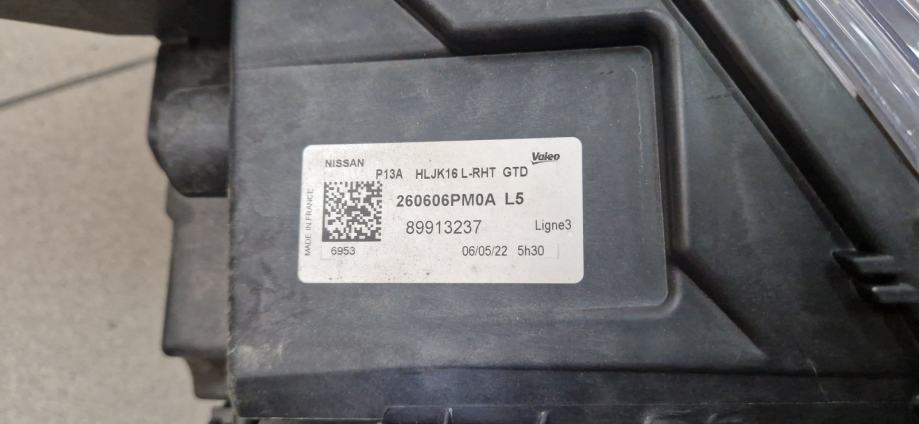 NISSAN Valeo
P13A HLJK16 L-RHT GTD
260606PM0A L5
89913237 Ligne3
6953 06/05/22 5h30
MADE IN FRANCE